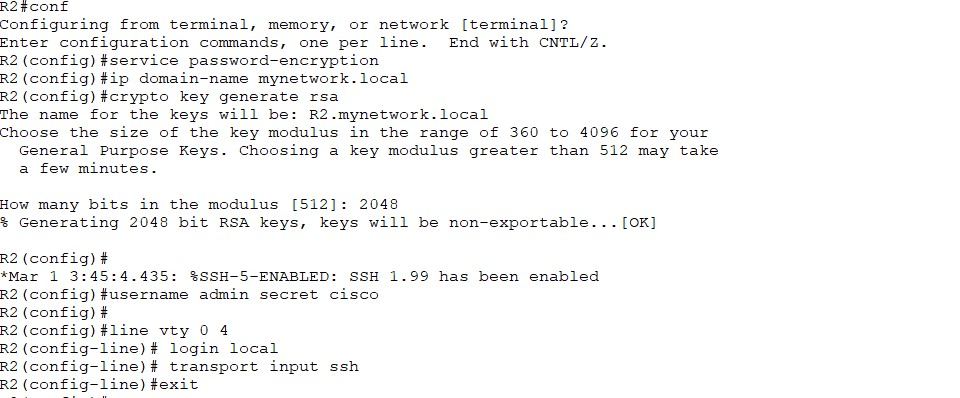 R2#conf
Configuring from terminal, memory, or network [terminal]?
Enter configuration commands, one per line.  End with CNTL/Z.
R2(config)#service password-encryption
R2(config)#ip domain-name mynetwork.local
R2(config)#crypto key generate rsa
The name for the keys will be: R2.mynetwork.local
Choose the size of the key modulus in the range of 360 to 4096 for your
  General Purpose Keys. Choosing a key modulus greater than 512 may take
  a few minutes.

How many bits in the modulus [512]: 2048
% Generating 2048 bit RSA keys, keys will be non-exportable...[OK]

R2(config)#
*Mar 1 3:45:4.435: %SSH-5-ENABLED: SSH 1.99 has been enabled
R2(config)#username admin secret cisco
R2(config)#
R2(config)#line vty 0 4
R2(config-line)# login local
R2(config-line)# transport input ssh
R2(config-line)#exit